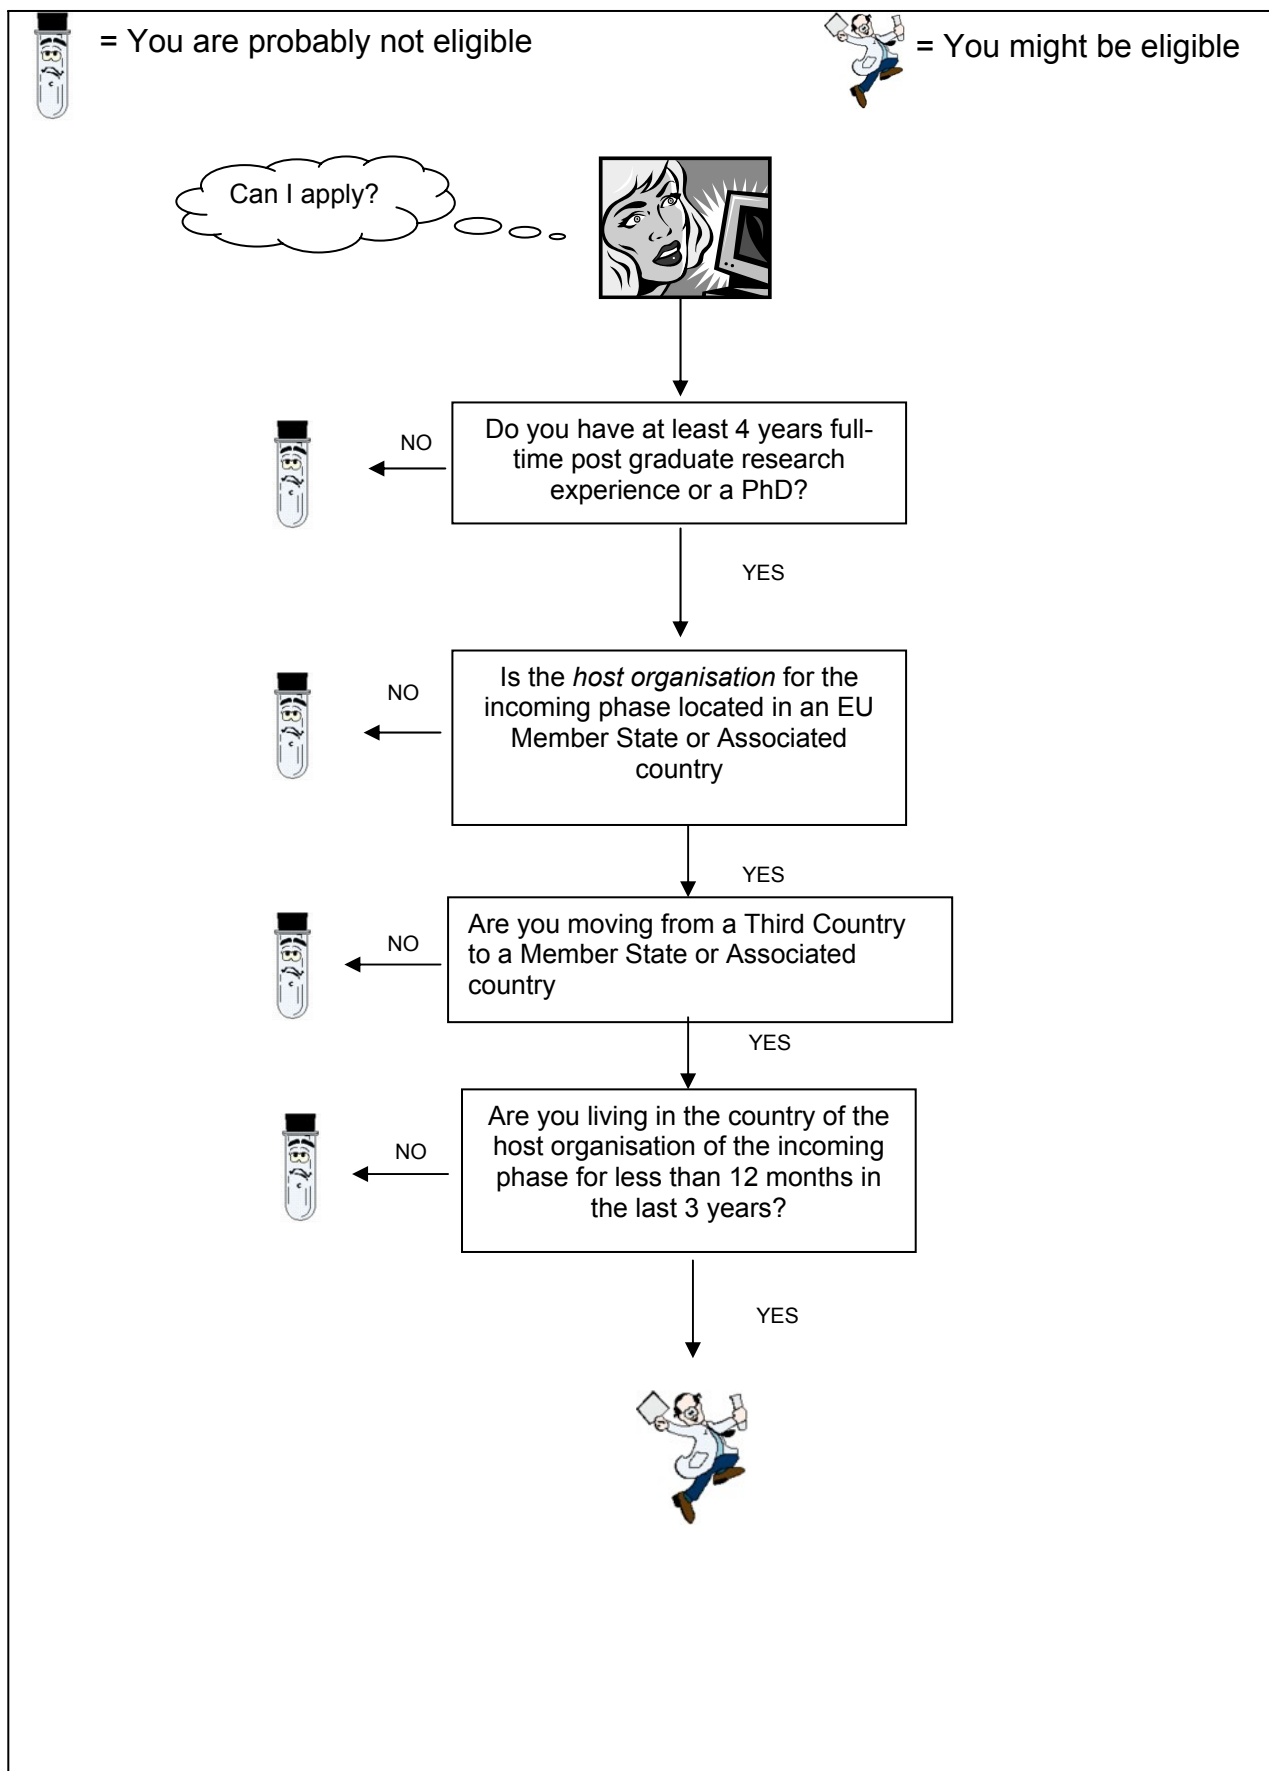 = You are probably not eligible
= You might be eligible
Can I apply?
Do you have at least 4 years full-
time post graduate research
experience or a PhD?
NO
YES
Is the host organisation for the
incoming phase located in an EU
Member State or Associated
country
NO
YES
Are you moving from a Third Country
to a Member State or Associated
country
NO
YES
Are you living in the country of the
host organisation of the incoming
phase for less than 12 months in
the last 3 years?
NO
YES